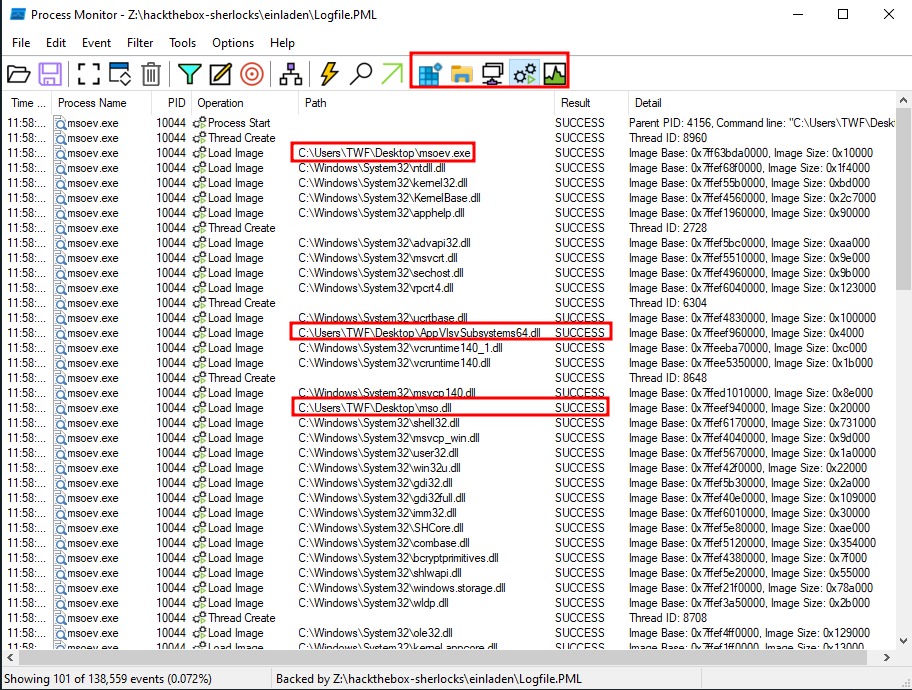 Process Monitor - Z:\hackthebox-sherlocks\einladen\Logfile.PML
File Edit Event Filter Tools Options Help
Time ... Process Name PID Operation Path Result Detail
11:58:... msoev.exe 10044 Process Start SUCCESS Parent PID: 4156, Command line: "C:\Users\TWF\Deskt
11:58:... msoev.exe 10044 Thread Create SUCCESS Thread ID: 8960
11:58:... msoev.exe 10044 Load Image C:\Users\TWF\Desktop\msoev.exe SUCCESS Image Base: 0x7ff63bda0000, Image Size: 0x10000
11:58:... msoev.exe 10044 Load Image C:\Windows\System32\ntdll.dll SUCCESS Image Base: 0x7ffef68f0000, Image Size: 0x1f4000
11:58:... msoev.exe 10044 Load Image C:\Windows\System32\kernel32.dll SUCCESS Image Base: 0x7ffef55b0000, Image Size: 0xbd000
11:58:... msoev.exe 10044 Load Image C:\Windows\System32\KernelBase.dll SUCCESS Image Base: 0x7ffef4560000, Image Size: 0x2c7000
11:58:... msoev.exe 10044 Load Image C:\Windows\System32\apphelp.dll SUCCESS Image Base: 0x7ffef1960000, Image Size: 0x90000
11:58:... msoev.exe 10044 Thread Create SUCCESS Thread ID: 2728
11:58:... msoev.exe 10044 Load Image C:\Windows\System32\advapi32.dll SUCCESS Image Base: 0x7ffef5bc0000, Image Size: 0xaa000
11:58:... msoev.exe 10044 Load Image C:\Windows\System32\msvcrt.dll SUCCESS Image Base: 0x7ffef5510000, Image Size: 0x9e000
11:58:... msoev.exe 10044 Load Image C:\Windows\System32\sechost.dll SUCCESS Image Base: 0x7ffef4960000, Image Size: 0x9b000
11:58:... msoev.exe 10044 Load Image C:\Windows\System32\rpcrt4.dll SUCCESS Image Base: 0x7ffef6040000, Image Size: 0x123000
11:58:... msoev.exe 10044 Thread Create SUCCESS Thread ID: 6304
11:58:... msoev.exe 10044 Load Image C:\Windows\System32\ucrtbase.dll SUCCESS Image Base: 0x7ffef4830000, Image Size: 0x100000
11:58:... msoev.exe 10044 Load Image C:\Users\TWF\Desktop\AppVIsvSubsystems64.dll SUCCESS Image Base: 0x7ffeef960000, Image Size: 0x4000
11:58:... msoev.exe 10044 Load Image C:\Windows\System32\vcruntime140_1.dll SUCCESS Image Base: 0x7ffeeba70000, Image Size: 0xc000
11:58:... msoev.exe 10044 Load Image C:\Windows\System32\vcruntime140.dll SUCCESS Image Base: 0x7ffee5350000, Image Size: 0x1b000
11:58:... msoev.exe 10044 Thread Create SUCCESS Thread ID: 8648
11:58:... msoev.exe 10044 Load Image C:\Windows\System32\msvcp140.dll SUCCESS Image Base: 0x7ffed1010000, Image Size: 0x8e000
11:58:... msoev.exe 10044 Load Image C:\Users\TWF\Desktop\mso.dll SUCCESS Image Base: 0x7ffeef940000, Image Size: 0x20000
11:58:... msoev.exe 10044 Load Image C:\Windows\System32\shell32.dll SUCCESS Image Base: 0x7ffef6170000, Image Size: 0x731000
11:58:... msoev.exe 10044 Load Image C:\Windows\System32\msvcp_win.dll SUCCESS Image Base: 0x7ffef4040000, Image Size: 0x9d000
11:58:... msoev.exe 10044 Load Image C:\Windows\System32\user32.dll SUCCESS Image Base: 0x7ffef5670000, Image Size: 0x1a0000
11:58:... msoev.exe 10044 Load Image C:\Windows\System32\win32u.dll SUCCESS Image Base: 0x7ffef42f0000, Image Size: 0x22000
11:58:... msoev.exe 10044 Load Image C:\Windows\System32\gdi32.dll SUCCESS Image Base: 0x7ffef5b30000, Image Size: 0x2a000
11:58:... msoev.exe 10044 Load Image C:\Windows\System32\gdi32full.dll SUCCESS Image Base: 0x7ffef40e0000, Image Size: 0x109000
11:58:... msoev.exe 10044 Load Image C:\Windows\System32\imm32.dll SUCCESS Image Base: 0x7ffef6010000, Image Size: 0x30000
11:58:... msoev.exe 10044 Load Image C:\Windows\System32\SHCore.dll SUCCESS Image Base: 0x7ffef5e80000, Image Size: 0xae000
11:58:... msoev.exe 10044 Load Image C:\Windows\System32\combase.dll SUCCESS Image Base: 0x7ffef5120000, Image Size: 0x354000
11:58:... msoev.exe 10044 Load Image C:\Windows\System32\bcryptprimitives.dll SUCCESS Image Base: 0x7ffef4380000, Image Size: 0x7f000
11:58:... msoev.exe 10044 Load Image C:\Windows\System32\shlwapi.dll SUCCESS Image Base: 0x7ffef5e20000, Image Size: 0x55000
11:58:... msoev.exe 10044 Load Image C:\Windows\System32\windows.storage.dll SUCCESS Image Base: 0x7ffef21f0000, Image Size: 0x78a000
11:58:... msoev.exe 10044 Load Image C:\Windows\System32\wldp.dll SUCCESS Image Base: 0x7ffef3a50000, Image Size: 0x2b000
11:58:... msoev.exe 10044 Thread Create SUCCESS Thread ID: 8708
11:58:... msoev.exe 10044 Load Image C:\Windows\System32\ole32.dll SUCCESS Image Base: 0x7ffef4ff0000, Image Size: 0x129000
11:58:... msoev.exe 10044 Load Image C:\Windows\System32\kernel.appcore.dll SUCCESS Image Base: 0x7ffef1ff0000, Image Size: 0x13000
Showing 101 of 138,559 events (0.072%) Backed by Z:\hackthebox-sherlocks\einladen\Logfile.PML